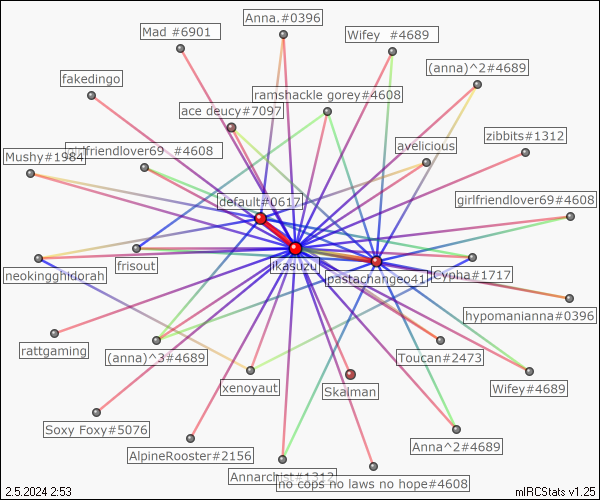 Anna.#0396
Mad #6901
Wifey  #4689
(anna)^2#4689
fakedingo
ramshackle gorey#4608
ace deucy#7097
zibbits#1312
avelicious
girlfriendlover69  #4608
Mushy#1984
girlfriendlover69#4608
default#0617
frisout
ikasuzu
neokingghidorah
pastachangeo41
Cypha#1717
hypomanianna#0396
rattgaming
(anna)^3#4689
Toucan#2473
xenoyaut
Skaiman
Wifey#4689
Soxy Foxy#5076
Anna^2#4689
AlpineRooster#2156
Annarchist#1312
no cops no laws no hope#4608
2.5.2024 2:53
mIRCStats v1.25